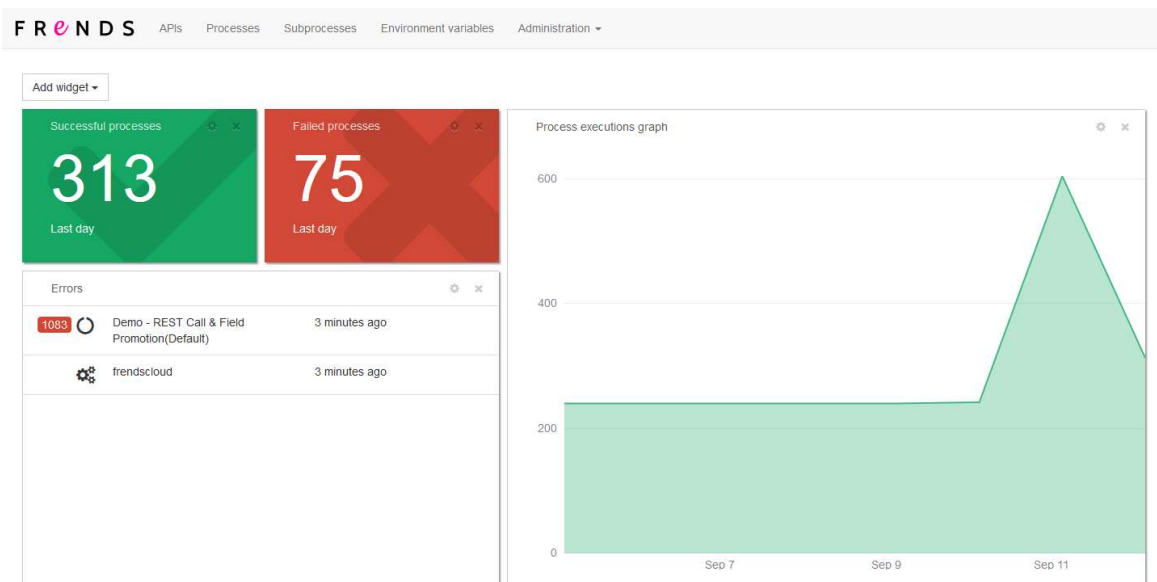 FRENDS APIs Processes Subprocesses Environment variables Administration
Add widget
Successful processes
313
Last day
Failed processes
75
Last day
Errors
1083 Demo - REST Call & Field 3 minutes ago
Promotion(Default)
frendscloud 3 minutes ago
Process executions graph
600
400
200
0
Sep 7 Sep 9 Sep 11